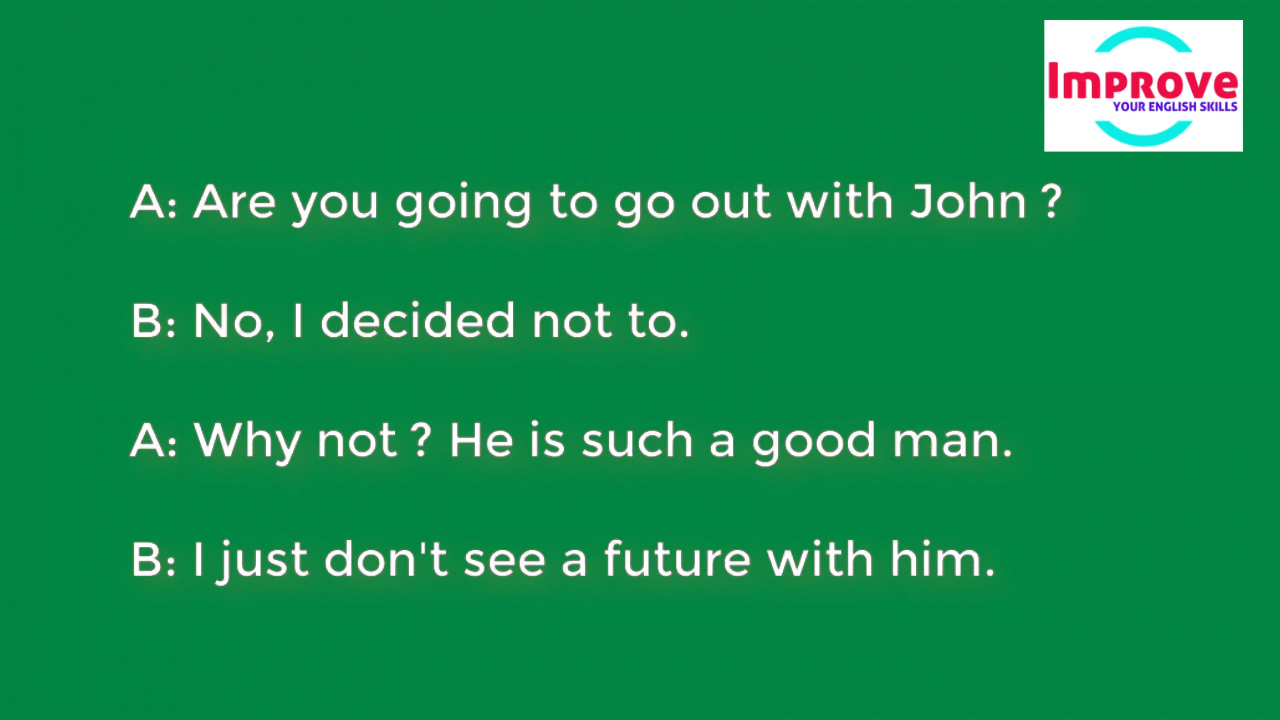 Improve
YOUR ENGLISH SKILLS
A: Are you going to go out with John ?
B: No, I decided not to.
A: Why not ? He is such a good man.
B: I just don't see a future with him.